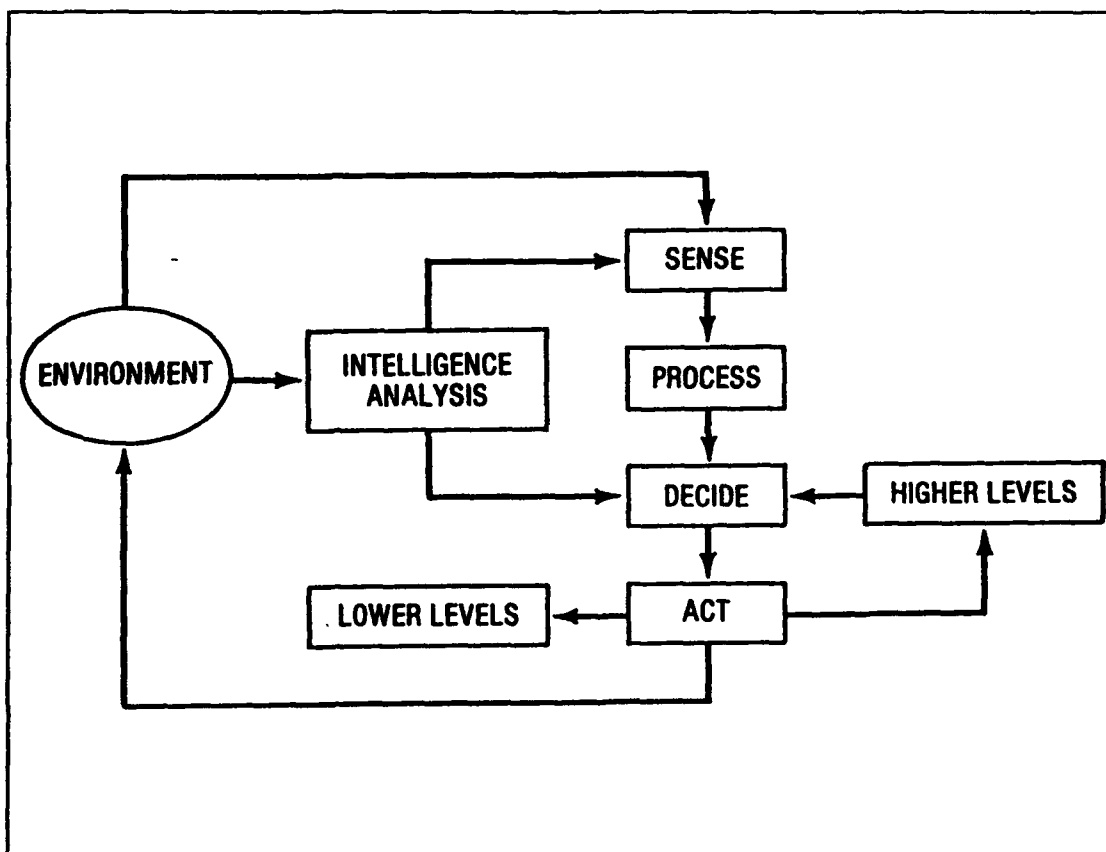 SENSE
ENVIRONMENT
INTELLIGENCE
ANALYSIS
PROCESS
DECIDE
HIGHER LEVELS
LOWER LEVELS
ACT